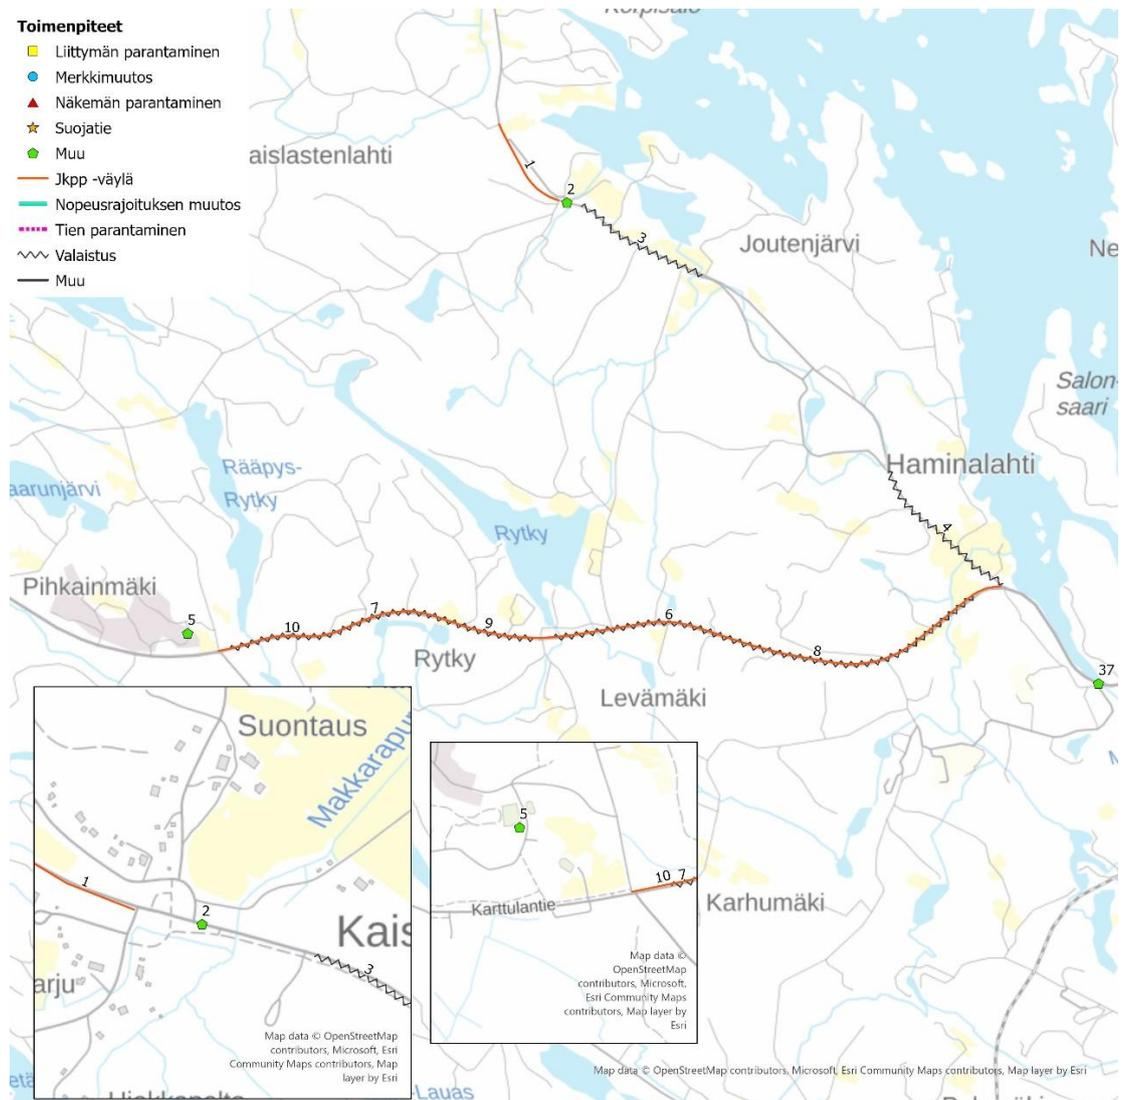 Toimenpiteet
Liittymän parantaminen
Merkkimuutos
Näkemän parantaminen
Suojatie
Muu
Jkpp -väylä
Nopeusrajoituksen muutos
Tien parantaminen
Valaistus
Muu
aislastenlahti
1
2
3
Joutenjärvi
Ne
Salon-
saari
Haminalahti
Rääpys-
Rytky
aarunjärvi
Rytky
4
Pihkainmäki
5
10
7
9
6
8
Rytky
Levämäki
37
Suontaus
Makkarapu
1
2
Kais
3
arju
Map data © OpenStreetMap
contributors, Microsoft, Esri
Community Maps contributors, Map
layer by Esri
5
10 7
Karttulantie
Map data ©
OpenStreetMap
contributors, Microsoft,
Esri Community Maps
contributors, Map layer by
Esri
Karhumäki
Map data © OpenStreetMap contributors, Microsoft, Esri Community Maps contributors, Map layer by Esri
-Lauas